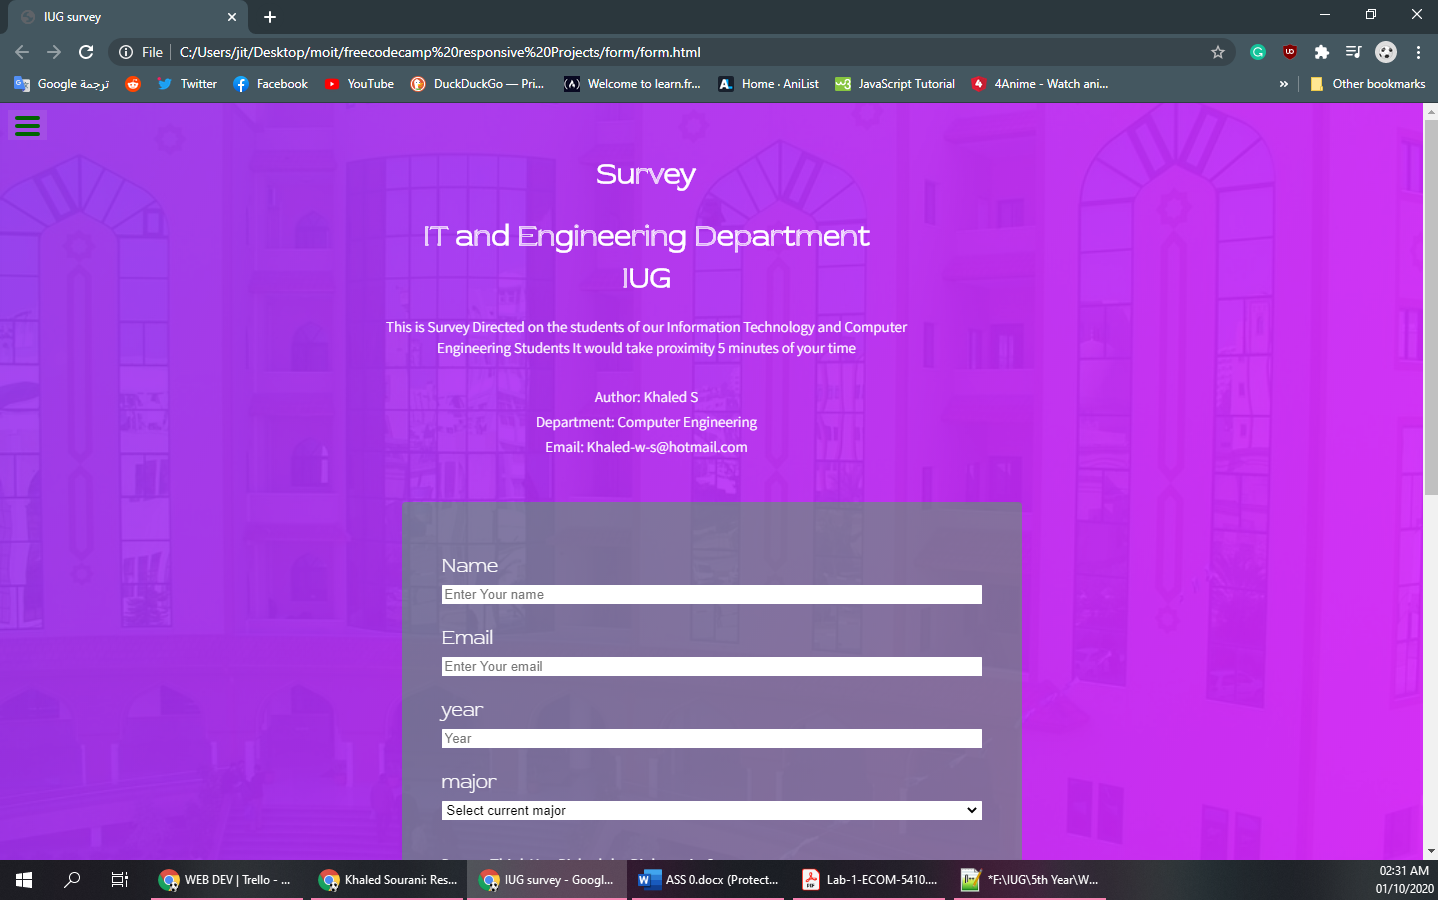 IUG survey
File C:/Users/jit/Desktop/moit/freecodecamp%20responsive%20Projects/form/form.html
Google ترجمة Twitter Facebook YouTube DuckDuckGo — Pri... Welcome to learn.fr... Home · AniList JavaScript Tutorial 4Anime - Watch ani... » Other bookmarks
Survey
IT and Engineering Department
IUG
This is Survey Directed on the students of our Information Technology and Computer
Engineering Students It would take proximity 5 minutes of your time
Author: Khaled S
Department: Computer Engineering
Email: Khaled-w-s@hotmail.com
Name
Enter Your name
Email
Enter Your email
year
Year
major
Select current major
WEB DEV | Trello - ... Khaled Sourani: Res... IUG survey - Googl... ASS 0.docx (Protect... Lab-1-ECOM-5410.... *F:\IUG\5th Year\W...
02:31 AM
01/10/2020